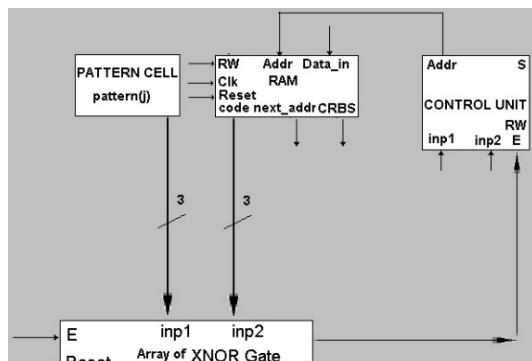 PATTERN CELL
pattern(j)
RW Addr Data_in
RAM
Clk
Reset
code next_addr CRBS
Addr S
CONTROL UNIT
RW
inp1 inp2 E
3
3
E inp1 inp2
Array of XNOR Gate
Reset